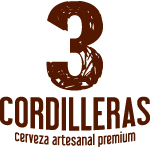 3
CORDILLERAS
cerveza artesanal premium